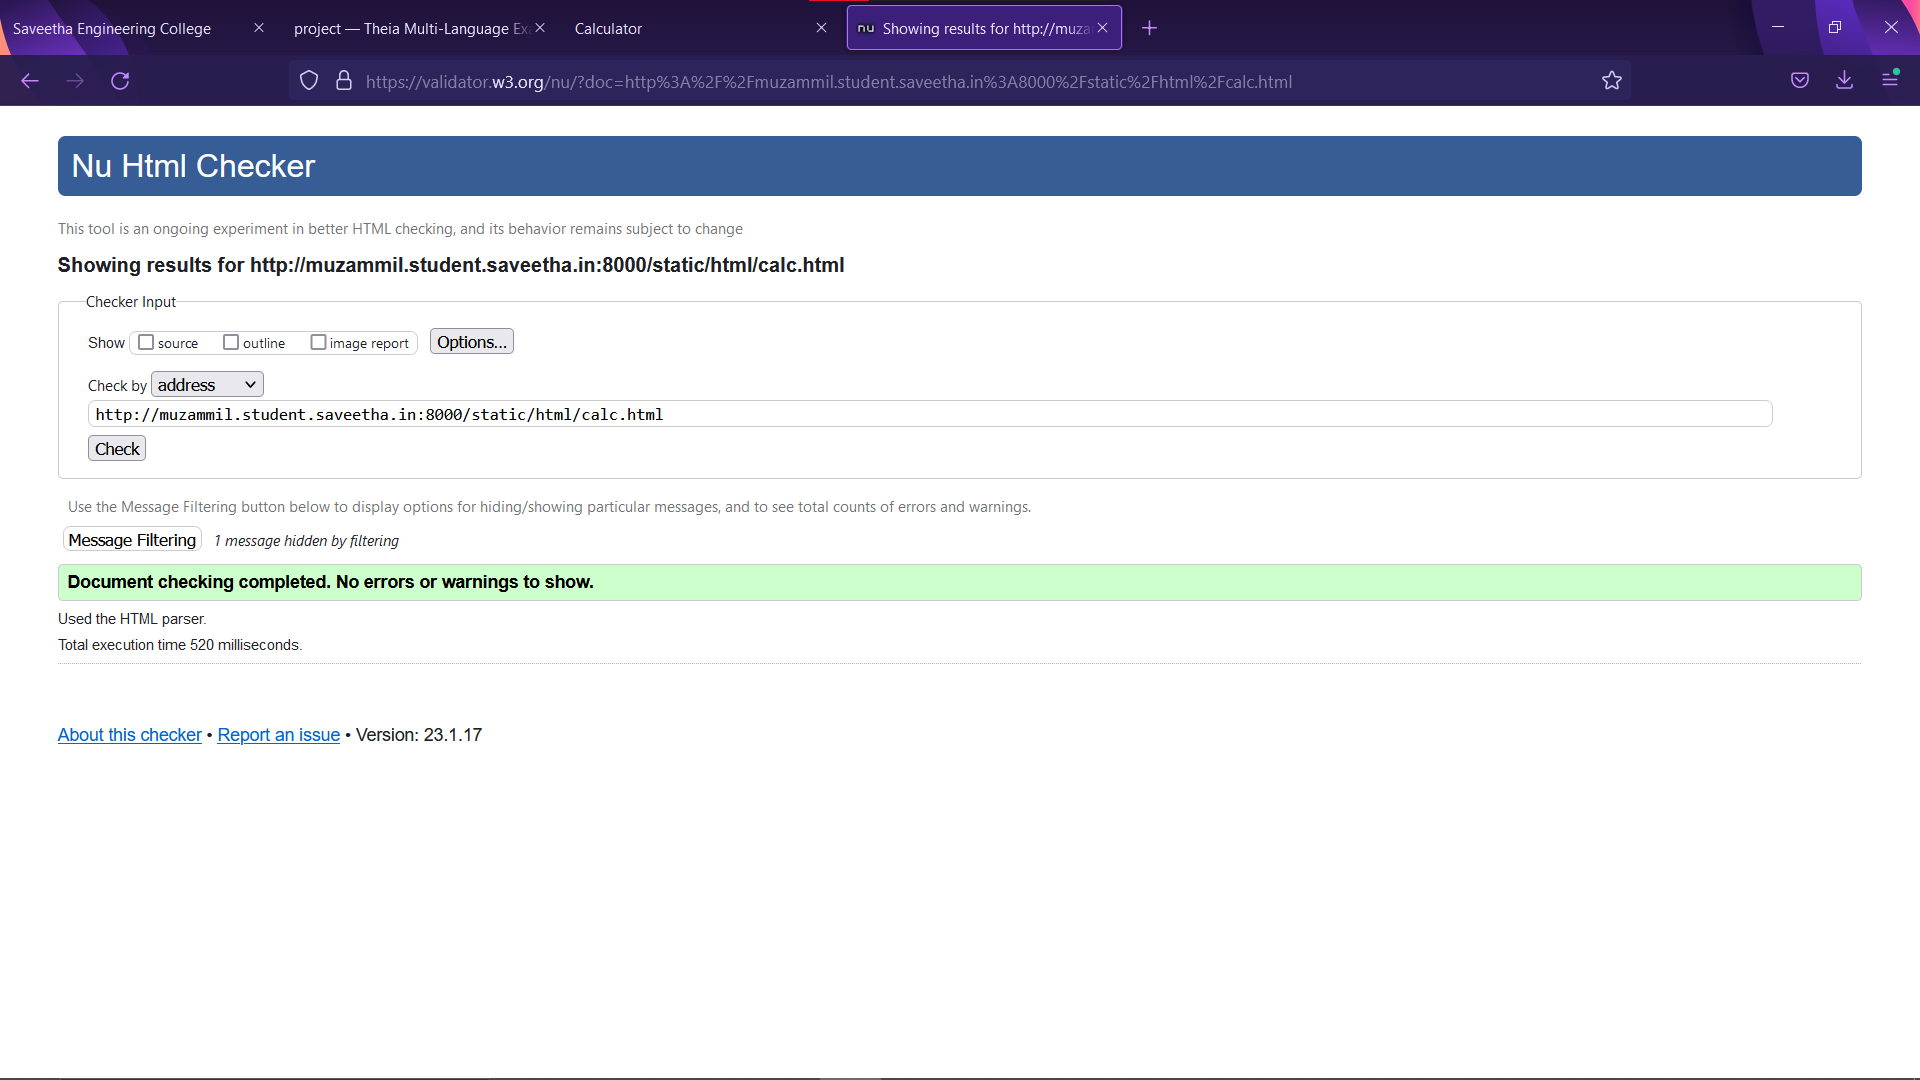 Saveetha Engineering College
project — Theia Multi-Language Ex
Calculator
nu Showing results for http://muza
https://validator.w3.org/nu/?doc=http%3A%2F%2Fmuzammil.student.saveetha.in%3A8000%2Fstatic%2Fhtml%2Fcalc.html
Nu Html Checker
This tool is an ongoing experiment in better HTML checking, and its behavior remains subject to change
Showing results for http://muzammil.student.saveetha.in:8000/static/html/calc.html
Checker Input
Show source outline image report Options...
Check by address
http://muzammil.student.saveetha.in:8000/static/html/calc.html
Check
Use the Message Filtering button below to display options for hiding/showing particular messages, and to see total counts of errors and warnings.
Message Filtering 1 message hidden by filtering
Document checking completed. No errors or warnings to show.
Used the HTML parser.
Total execution time 520 milliseconds.
About this checker • Report an issue • Version: 23.1.17